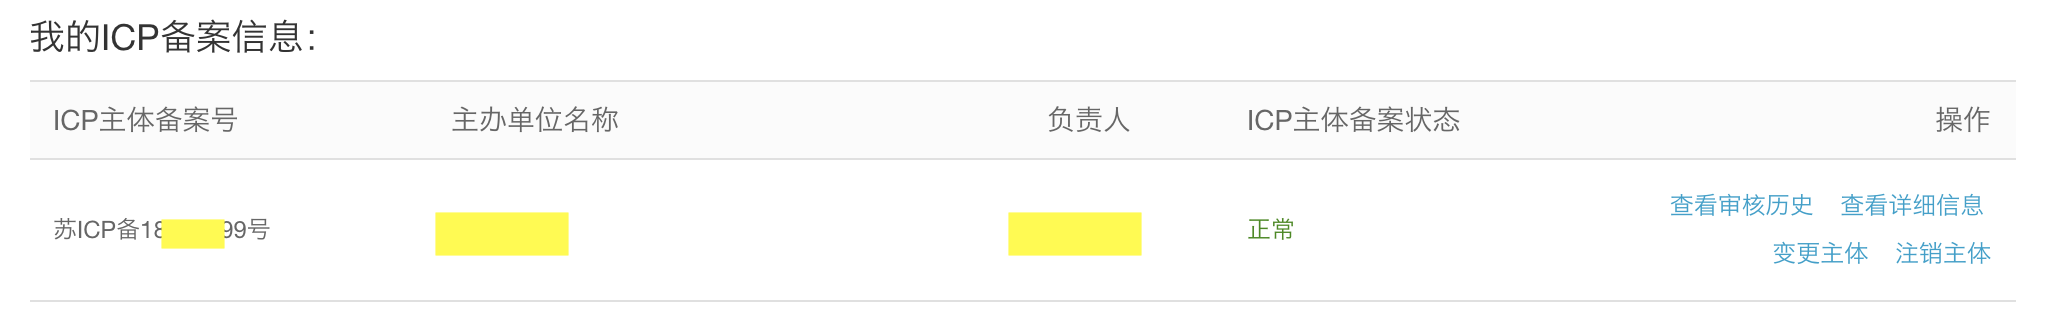 我的ICP备案信息:
ICP主体备案号 主办单位名称 负责人 ICP主体备案状态 操作
苏ICP备18 99号 正常 查看审核历史 查看详细信息
变更主体 注销主体